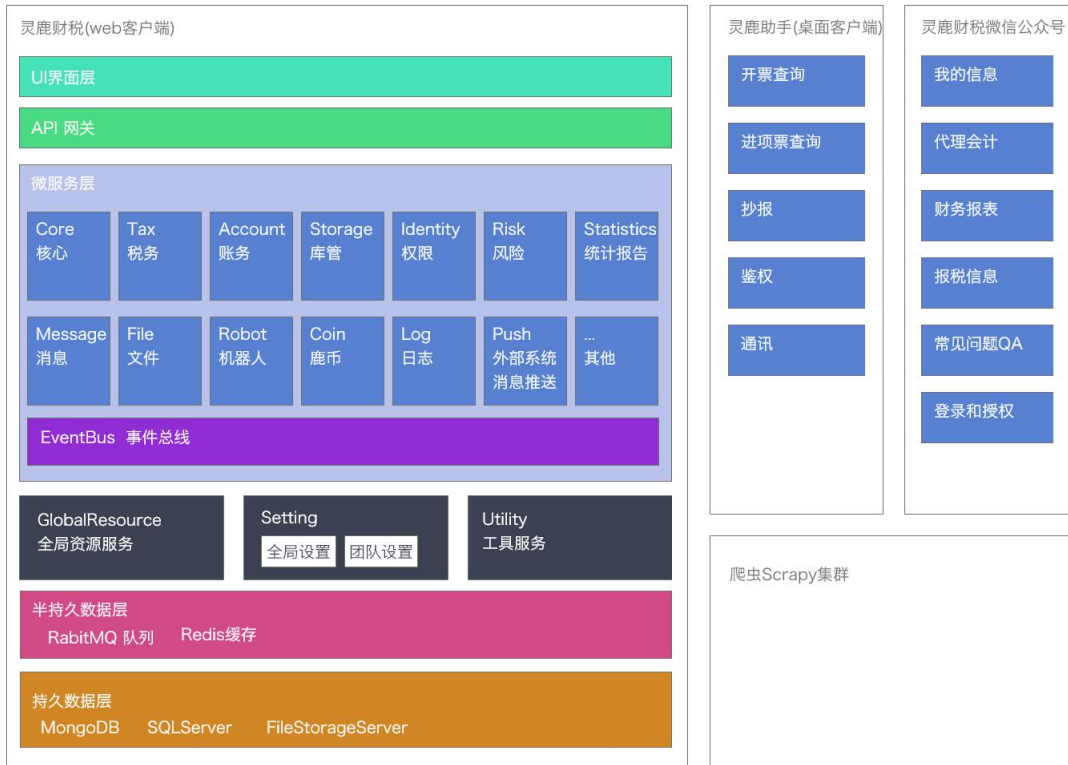 灵鹿财税(web客户端)
UI界面层
API 网关
微服务层
Core
核心
Tax
税务
Account
账务
Storage
库管
Identity
权限
Risk
风险
Statistics
统计报告
Message
消息
File
文件
Robot
机器人
Coin
鹿币
Log
日志
Push
外部系统
消息推送
...
其他
EventBus 事件总线
GlobalResource
全局资源服务
Setting
全局设置 团队设置
Utility
工具服务
半持久数据层
RabitMQ 队列 Redis缓存
持久数据层
MongoDB SQLServer FileStorageServer
灵鹿助手(桌面客户端)
开票查询
进项票查询
抄报
鉴权
通讯
灵鹿财税微信公众号
我的信息
代理会计
财务报表
报税信息
常见问题QA
登录和授权
爬虫Scrapy集群